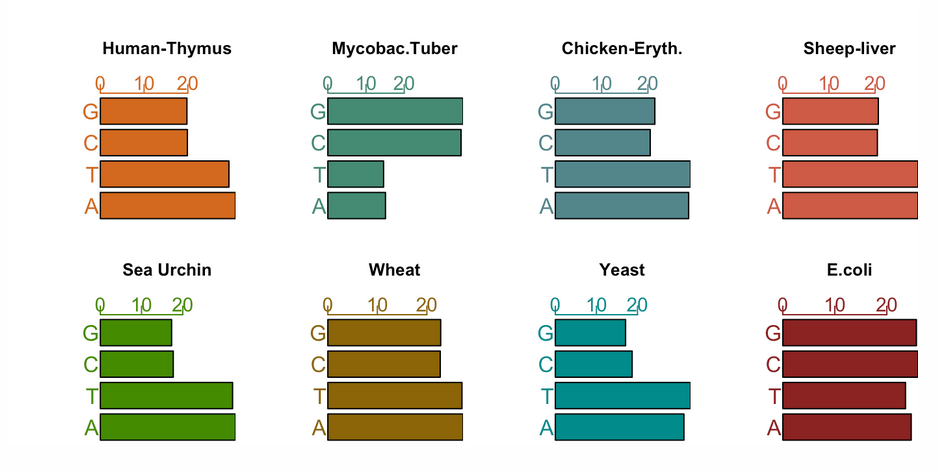 Human-Thymus Mycobac.Tuber Chicken-Eryth. Sheep-liver
0 10 20 0 10 20 0 10 20 0 10 20
G G G G
C C C C
T T T T
A A A A
Sea Urchin Wheat Yeast E.coli
0 10 20 0 10 20 0 10 20 0 10 20
G G G G
C C C C
T T T T
A A A A